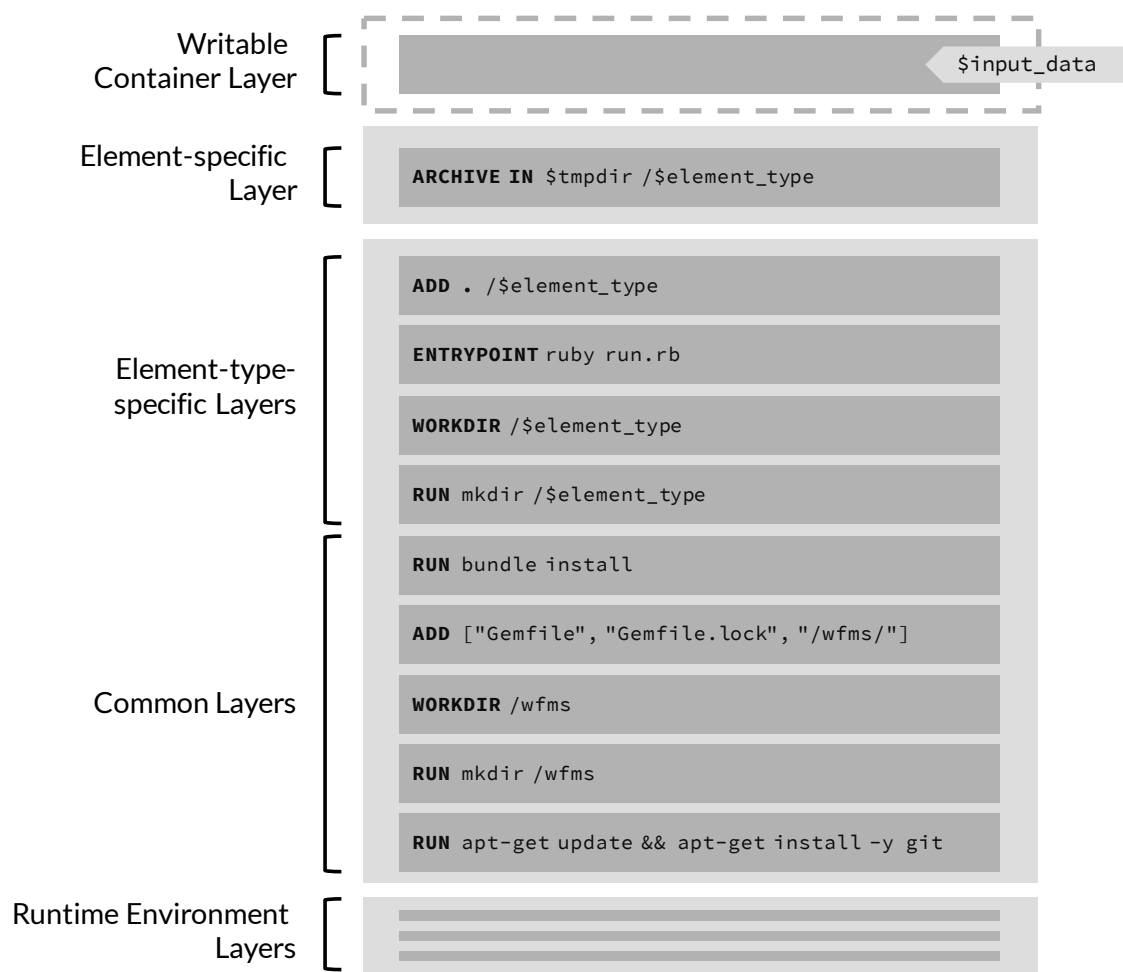 Writable
Container Layer
$input_data
Element-specific
Layer
ARCHIVE IN $tmpdir /$element_type
ADD . /$element_type
ENTRYPOINT ruby run.rb
Element-type-
specific Layers
WORKDIR /$element_type
RUN mkdir /$element_type
RUN bundle install
ADD ["Gemfile", "Gemfile.lock", "/wfms/"]
Common Layers
WORKDIR /wfms
RUN mkdir /wfms
RUN apt-get update && apt-get install -y git
Runtime Environment
Layers